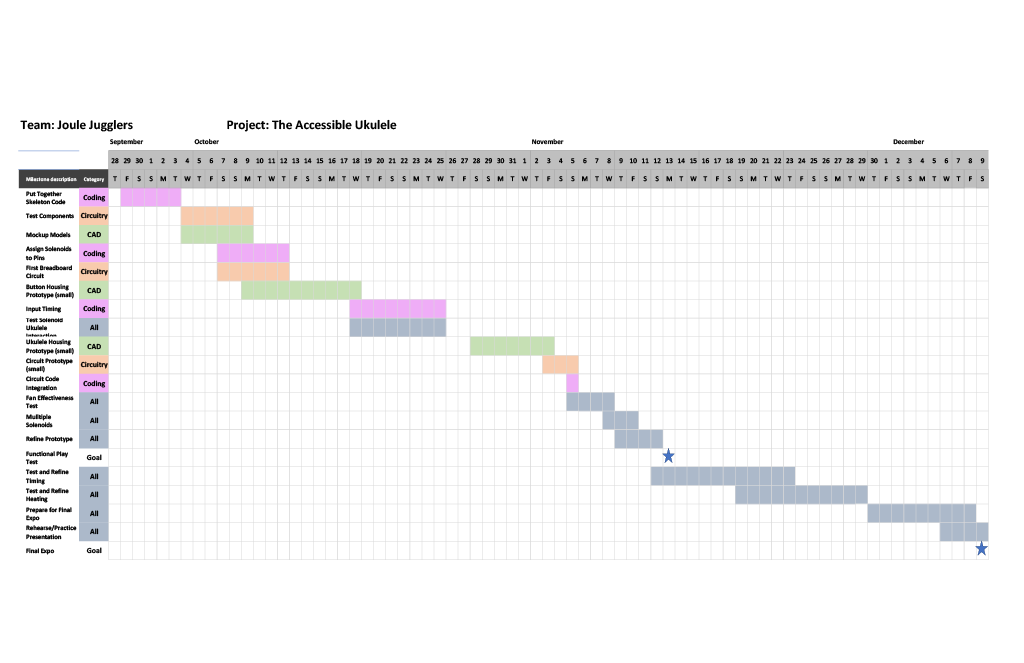 Team: Joule Jugglers Project: The Accessible Ukulele
September October November December
28 29 30 1 2 3 4 5 6 7 8 9 10 11 12 13 14 15 16 17 18 19 20 21 22 23 24 25 26 27 28 29 30 31 1 2 3 4 5 6 7 8 9 10 11 12 13 14 15 16 17 18 19 20 21 22 23 24 25 26 27 28 29 30 1 2 3 4 5 6 7 8 9
Milestone description Category T F S S M T W T F S S M T W T F S S M T W T F S S M T W T F S S M T W T F S S M T W T F S S M T W T F S S M T W T F S S M T W T F S S M T W T F S
Put Together
Skeleton Code Coding
Test Components Circuitry
Mockup Models CAD
Assign Solenoids
to Pins Coding
First Breadboard
Circuit Circuitry
Button Housing
Prototype (small) CAD
Input Timing Coding
Test Solenoid
Ukulele
Interaction All
Ukulele Housing
Prototype (small) CAD
Circuit Prototype
(small) Circuitry
Circuit Code
Integration Coding
Fan Effectiveness
Test All
Mulitiple
Solenoids All
Refine Prototype All
Functional Play
Test Goal
Test and Refine
Timing All
Test and Refine
Heating All
Prepare for Final
Expo All
Rehearse/Practice
Presentation All
Final Expo Goal